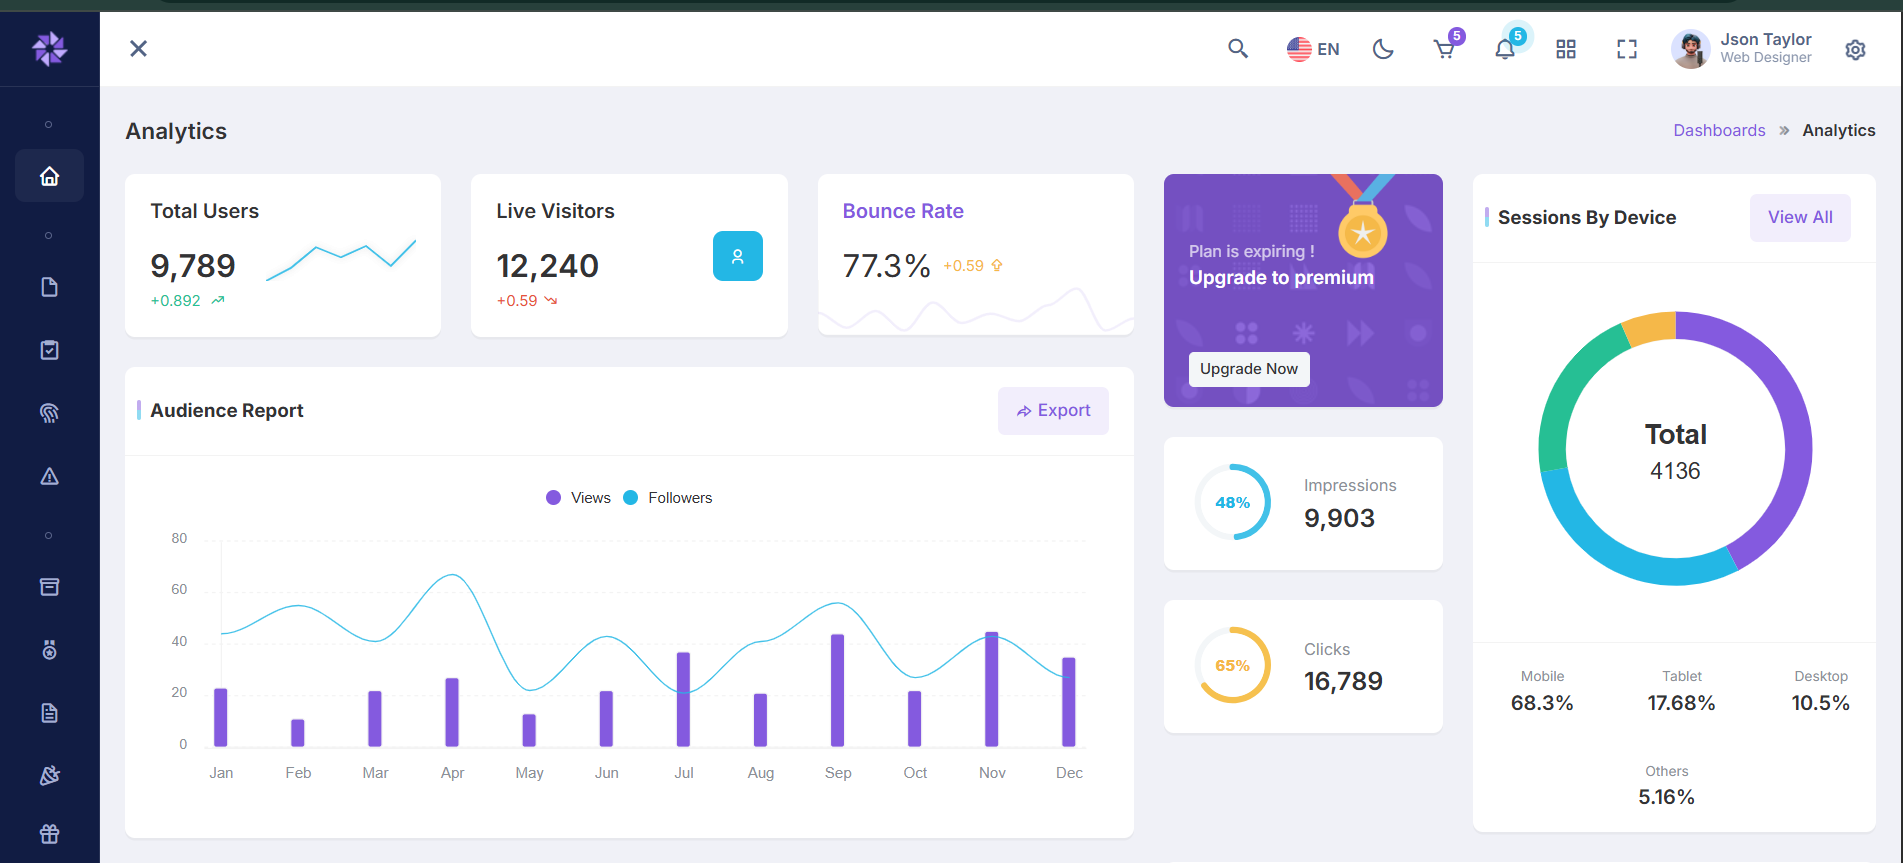 EN
5
5
Json Taylor
Web Designer
Analytics
Dashboards » Analytics
Total Users
9,789
+0.892
Live Visitors
12,240
+0.59
Bounce Rate
77.3% +0.59
Plan is expiring !
Upgrade to premium
Upgrade Now
Sessions By Device
View All
Total
4136
Mobile
68.3%
Tablet
17.68%
Desktop
10.5%
Others
5.16%
Audience Report
Export
Views Followers
80
60
40
20
0
Jan Feb Mar Apr May Jun Jul Aug Sep Oct Nov Dec
48%
Impressions
9,903
65%
Clicks
16,789